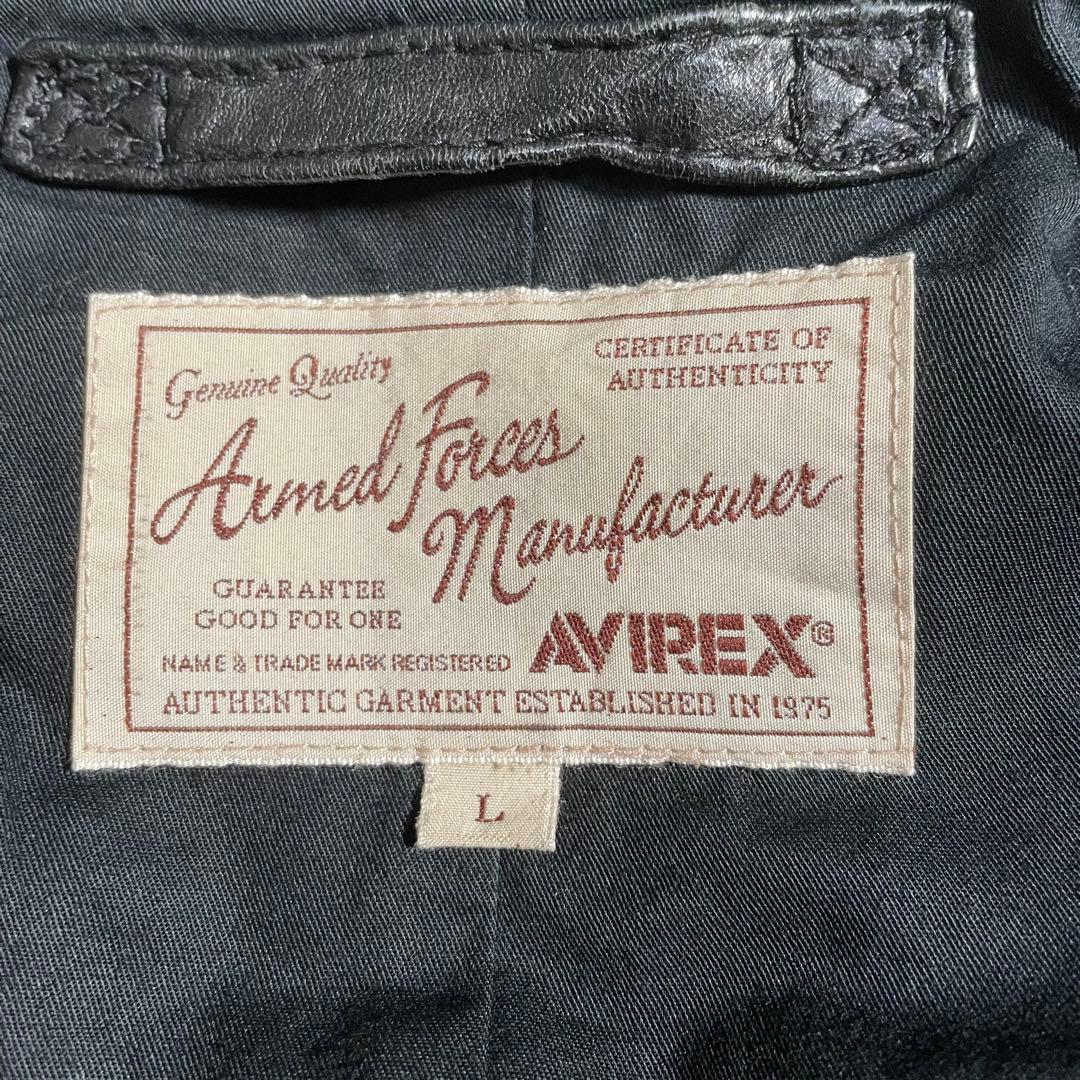 Genuine Quality
CERTIFICATE OF
AUTHENTICITY
Armed Forces
Manufacturer
GUARANTEE
GOOD FOR ONE
NAME & TRADE MARK REGISTERED
AVIREX®
AUTHENTIC GARMENT ESTABLISHED IN 1975
L